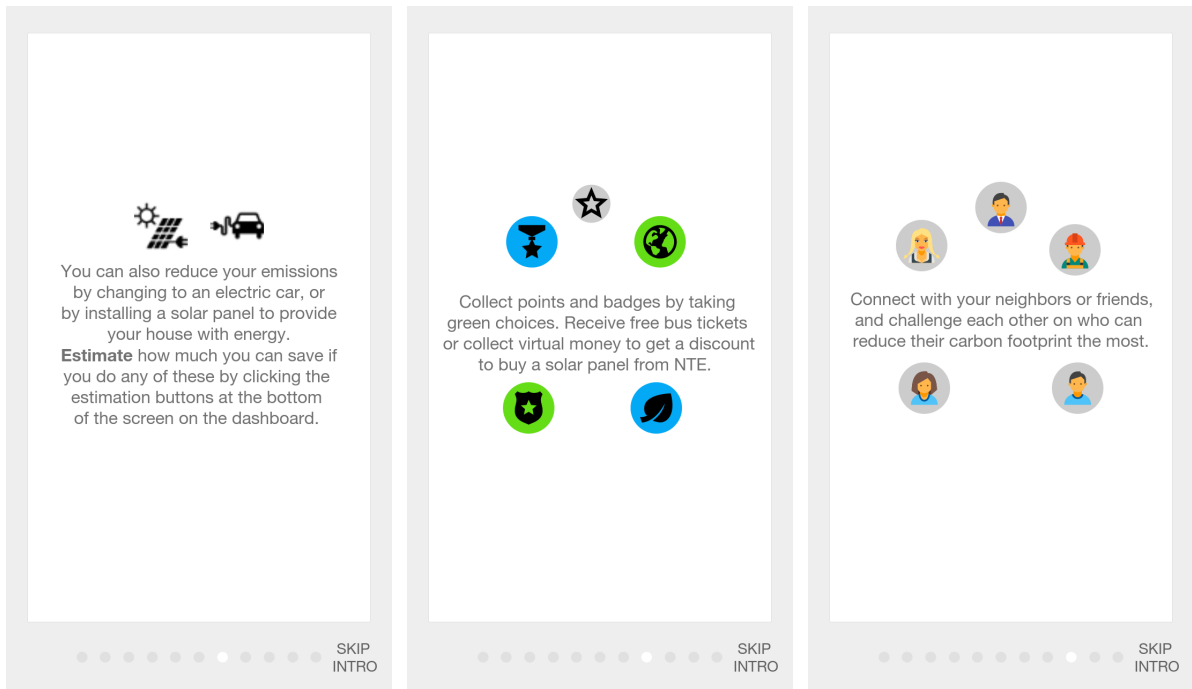 You can also reduce your emissions
by changing to an electric car, or
by installing a solar panel to provide
your house with energy.
Estimate how much you can save if
you do any of these by clicking the
estimation buttons at the bottom
of the screen on the dashboard.
SKIP
INTRO
Collect points and badges by taking
green choices. Receive free bus tickets
or collect virtual money to get a discount
to buy a solar panel from NTE.
SKIP
INTRO
Connect with your neighbors or friends,
and challenge each other on who can
reduce their carbon footprint the most.
SKIP
INTRO